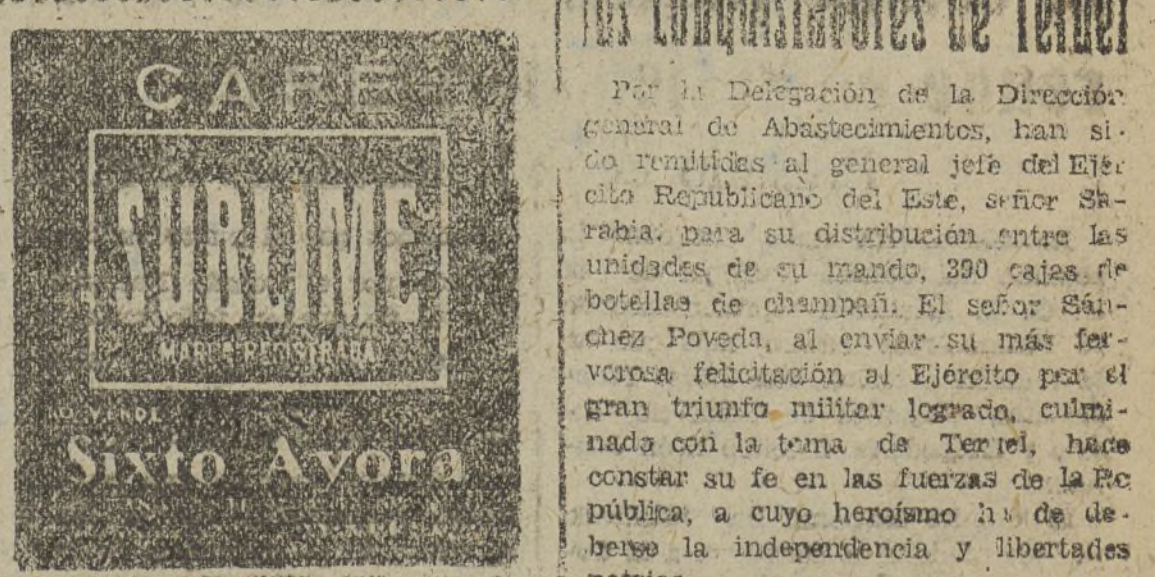 CAFÉ
SUBLIME
MARCA REGISTRADA
LO VENDE
Sixto Avora
los conquistadores de Teruel
Por la Delegación de la Dirección
general de Abastecimientos, han si-
do remitidas al general jefe del Ejér
cito Republicano del Este, señor Sa-
rabia, para su distribución entre las
unidades de su mando, 390 cajas de
botellas de champañ. El señor Sán-
chez Poveda, al enviar su más fer-
vorosa felicitación al Ejército por el
gran triunfo militar logrado, culmi-
nado con la toma de Teruel, hace
constar su fe en las fuerzas de la Re
pública, a cuyo heroísmo ha de de-
berse la independencia y libertades
patrias